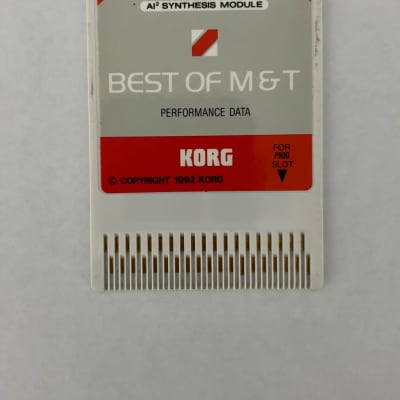 AI² SYNTHESIS MODULE
BEST OF M & T
PERFORMANCE DATA
KORG
FOR
PROG
SLOT
© COPYRIGHT 1992 KORG